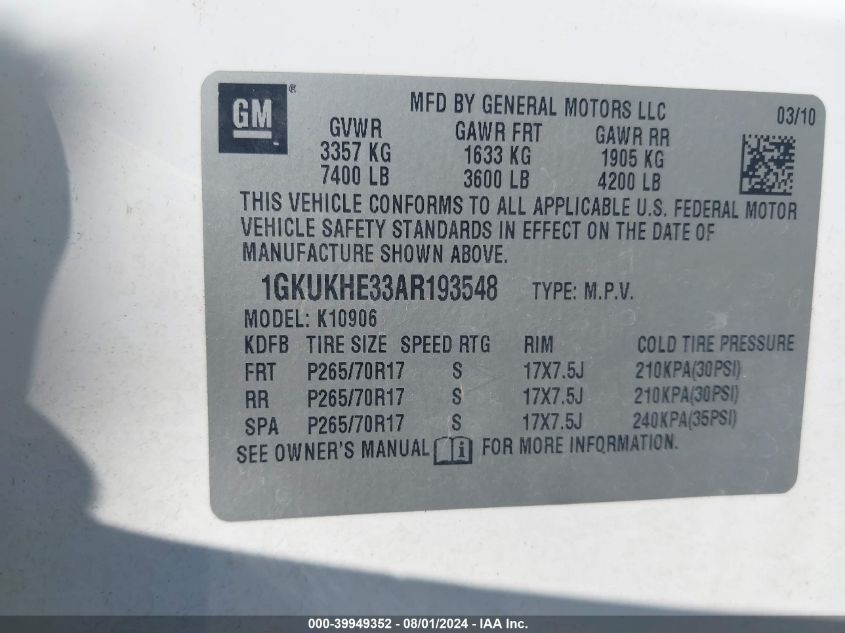 GM®
MFD BY GENERAL MOTORS LLC 03/10
GVWR GAWR FRT GAWR RR
3357 KG 1633 KG 1905 KG
7400 LB 3600 LB 4200 LB
THIS VEHICLE CONFORMS TO ALL APPLICABLE U.S. FEDERAL MOTOR
VEHICLE SAFETY STANDARDS IN EFFECT ON THE DATE OF
MANUFACTURE SHOWN ABOVE.
1GKUKHE33AR193548 TYPE: M.P.V.
MODEL: K10906
KDFB TIRE SIZE SPEED RTG RIM COLD TIRE PRESSURE
FRT P265/70R17 S 17X7.5J 210KPA(30PSI)
RR P265/70R17 S 17X7.5J 210KPA(30PSI)
SPA P265/70R17 S 17X7.5J 240KPA(35PSI)
SEE OWNER'S MANUAL i FOR MORE INFORMATION.
000-39949352 - 08/01/2024 - IAA Inc.